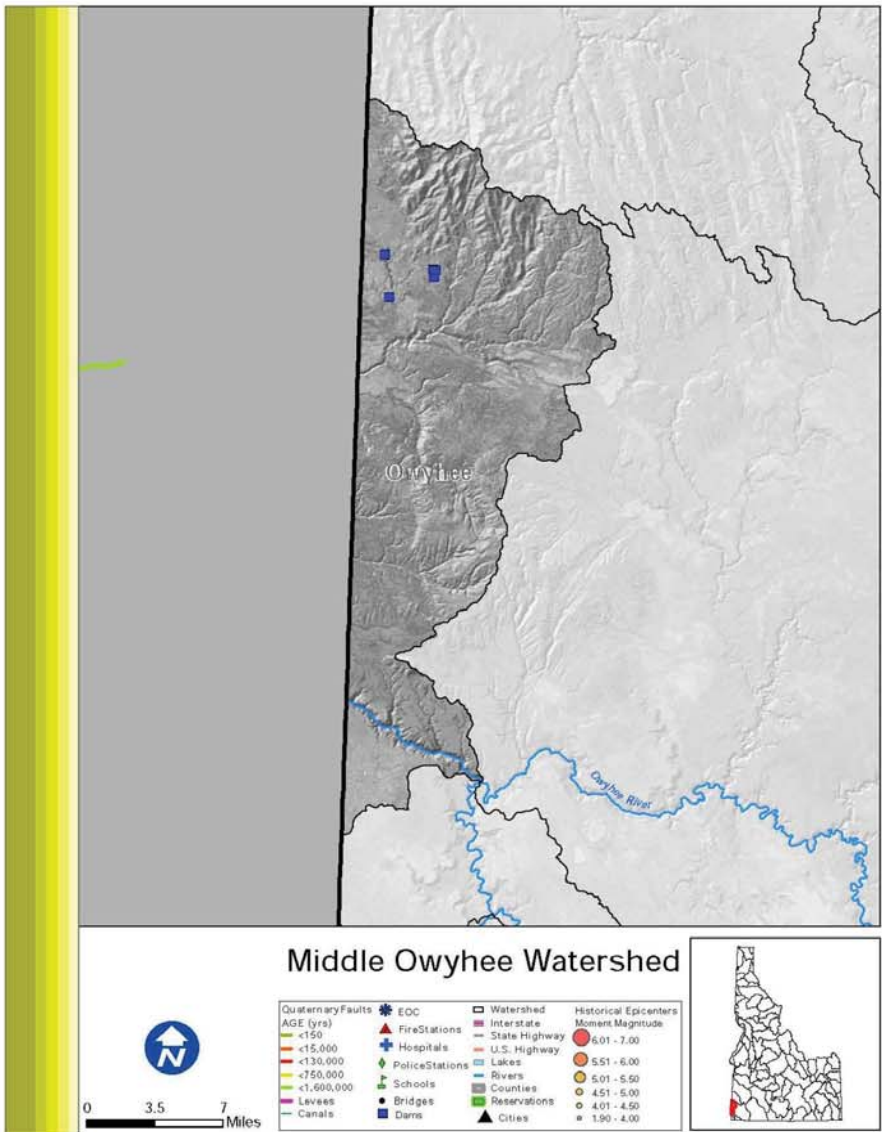 Owyhee
Owyhee River
Middle Owyhee Watershed
N
0 3.5 7
Miles
Quaternary Faults
AGE (yrs)
<150
<15,000
<130,000
<750,000
<1,600,000
Levees
Canals
EOC
FireStations
Hospitals
PoliceStations
Schools
Bridges
Dams
Watershed
Interstate
State Highway
U.S. Highway
Lakes
Rivers
Counties
Reservations
Cities
Historical Epicenters
Moment Magnitude
6.01 - 7.00
5.51 - 6.00
5.01 - 5.50
4.51 - 5.00
4.01 - 4.50
1.90 - 4.00